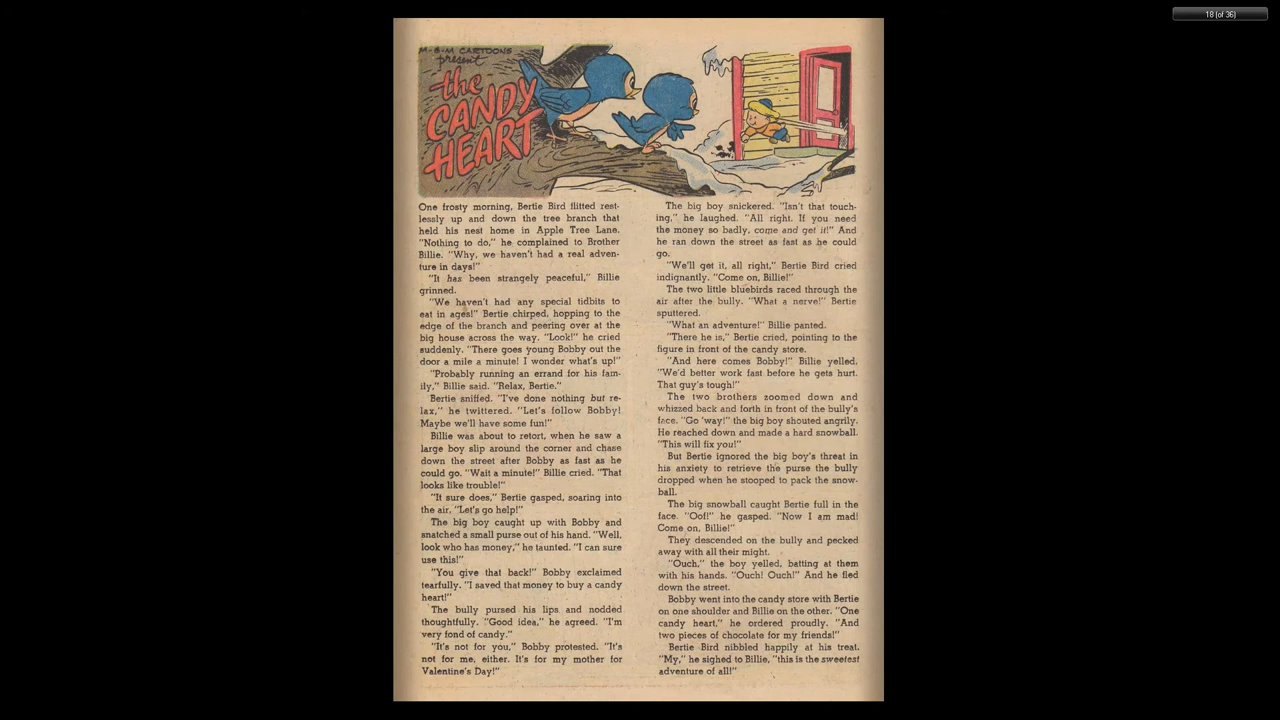 18 (of 36)
M-G-M CARTOONS
present
the
CANDY
HEART
One frosty morning, Bertie Bird flitted rest-
lessly up and down the tree branch that
held his nest home in Apple Tree Lane.
"Nothing to do," he complained to Brother
Billie. "Why, we haven't had a real adven-
ture in days!"
"It has been strangely peaceful," Billie
grinned.
"We haven't had any special tidbits to
eat in ages!" Bertie chirped, hopping to the
edge of the branch and peering over at the
big house across the way. "Look!" he cried
suddenly. "There goes young Bobby out the
door a mile a minute! I wonder what's up!"
"Probably running an errand for his fam-
ily," Billie said. "Relax, Bertie."
Bertie sniffed. "I've done nothing but re-
lax," he twittered. "Let's follow Bobby!
Maybe we'll have some fun!"
Billie was about to retort, when he saw a
large boy slip around the corner and chase
down the street after Bobby as fast as he
could go. "Wait a minute!" Billie cried. "That
looks like trouble!"
"It sure does," Bertie gasped, soaring into
the air, "Let's go help!"
The big boy caught up with Bobby and
snatched a small purse out of his hand. "Well,
look who has money," he taunted. "I can sure
use this!"
"You give that back!" Bobby exclaimed
tearfully. "I saved that money to buy a candy
heart!"
The bully pursed his lips and nodded
thoughtfully. "Good idea," he agreed. "I'm
very fond of candy."
"It's not for you," Bobby protested. "It's
not for me, either. It's for my mother for
Valentine's Day!"
The big boy snickered. "Isn't that touch-
ing," he laughed. "All right. If you need
the money so badly, come and get it!" And
he ran down the street as fast as he could
go.
"We'll get it, all right," Bertie Bird cried
indignantly. "Come on, Billie!"
The two little bluebirds raced through the
air after the bully. "What a nerve!" Bertie
sputtered.
"What an adventure!" Billie panted.
"There he is," Bertie cried, pointing to the
figure in front of the candy store.
"And here comes Bobby!" Billie yelled.
"We'd better work fast before he gets hurt.
That guy's tough!"
The two brothers zoomed down and
whizzed back and forth in front of the bully's
face. "Go 'way!" the big boy shouted angrily.
He reached down and made a hard snowball.
"This will fix you!"
But Bertie ignored the big boy's threat in
his anxiety to retrieve the purse the bully
dropped when he stooped to pack the snow-
ball.
The big snowball caught Bertie full in the
face. "Oof!" he gasped. "Now I am mad!
Come on, Billie!"
They descended on the bully and pecked
away with all their might.
"Ouch," the boy yelled, batting at them
with his hands. "Ouch! Ouch!" And he fled
down the street.
Bobby went into the candy store with Bertie
on one shoulder and Billie on the other. "One
candy heart," he ordered proudly. "And
two pieces of chocolate for my friends!"
Bertie Bird nibbled happily at his treat.
"My," he sighed to Billie, "this is the sweetest
adventure of all!"